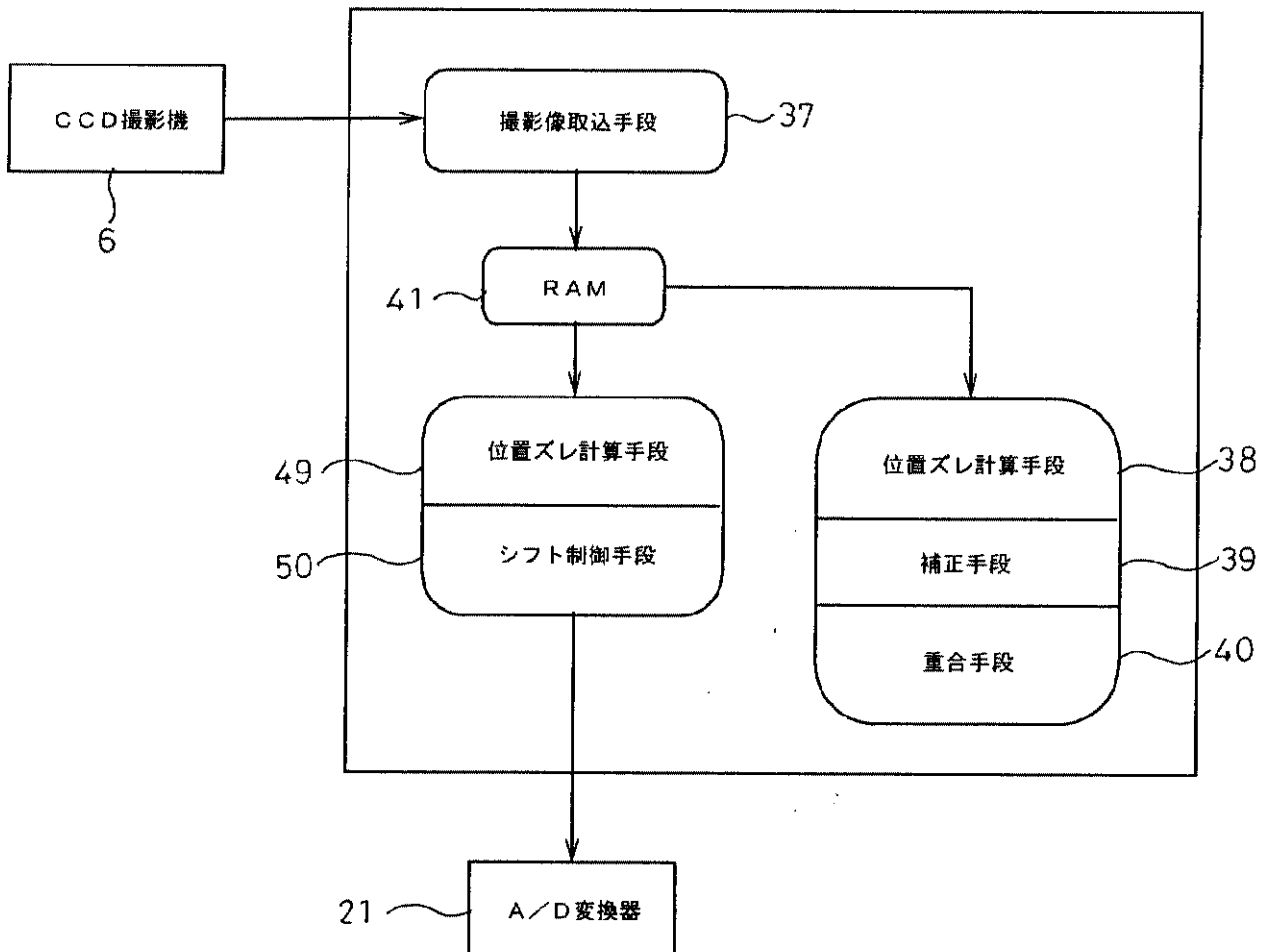 CCD撮影機
6
撮影像取込手段
37
RAM
41
位置ズレ計算手段
49
シフト制御手段
50
位置ズレ計算手段
38
補正手段
39
重合手段
40
A/D変換器
21